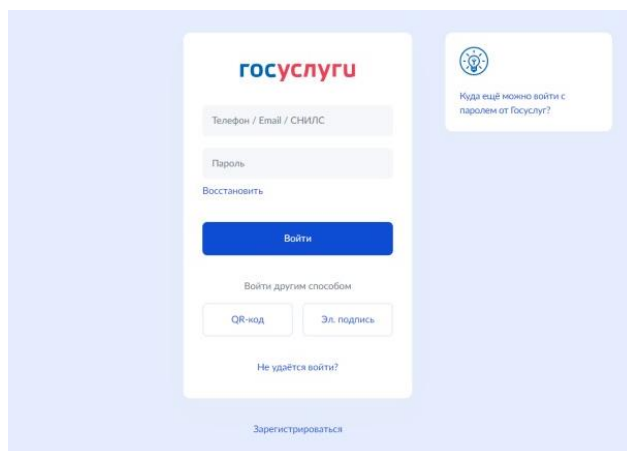 госуслуги
Телефон / Email / СНИЛС
Пароль
Восстановить
Войти
Войти другим способом
QR-код
Эл. подпись
Не удаётся войти?
Зарегистрироваться
Куда ещё можно войти с
паролем от Госуслуг?